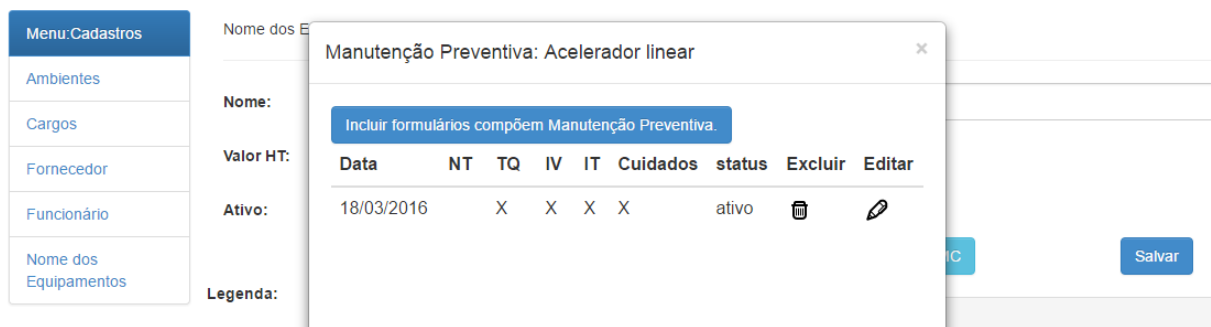 Menu:Cadastros
Ambientes
Cargos
Fornecedor
Funcionário
Nome dos
Equipamentos
Nome dos E
Nome:
Valor HT:
Ativo:
Legenda:
Manutenção Preventiva: Acelerador linear ×
Incluir formulários compõem Manutenção Preventiva.
Data NT TQ IV IT Cuidados status Excluir Editar
18/03/2016 X X X X ativo
Salvar